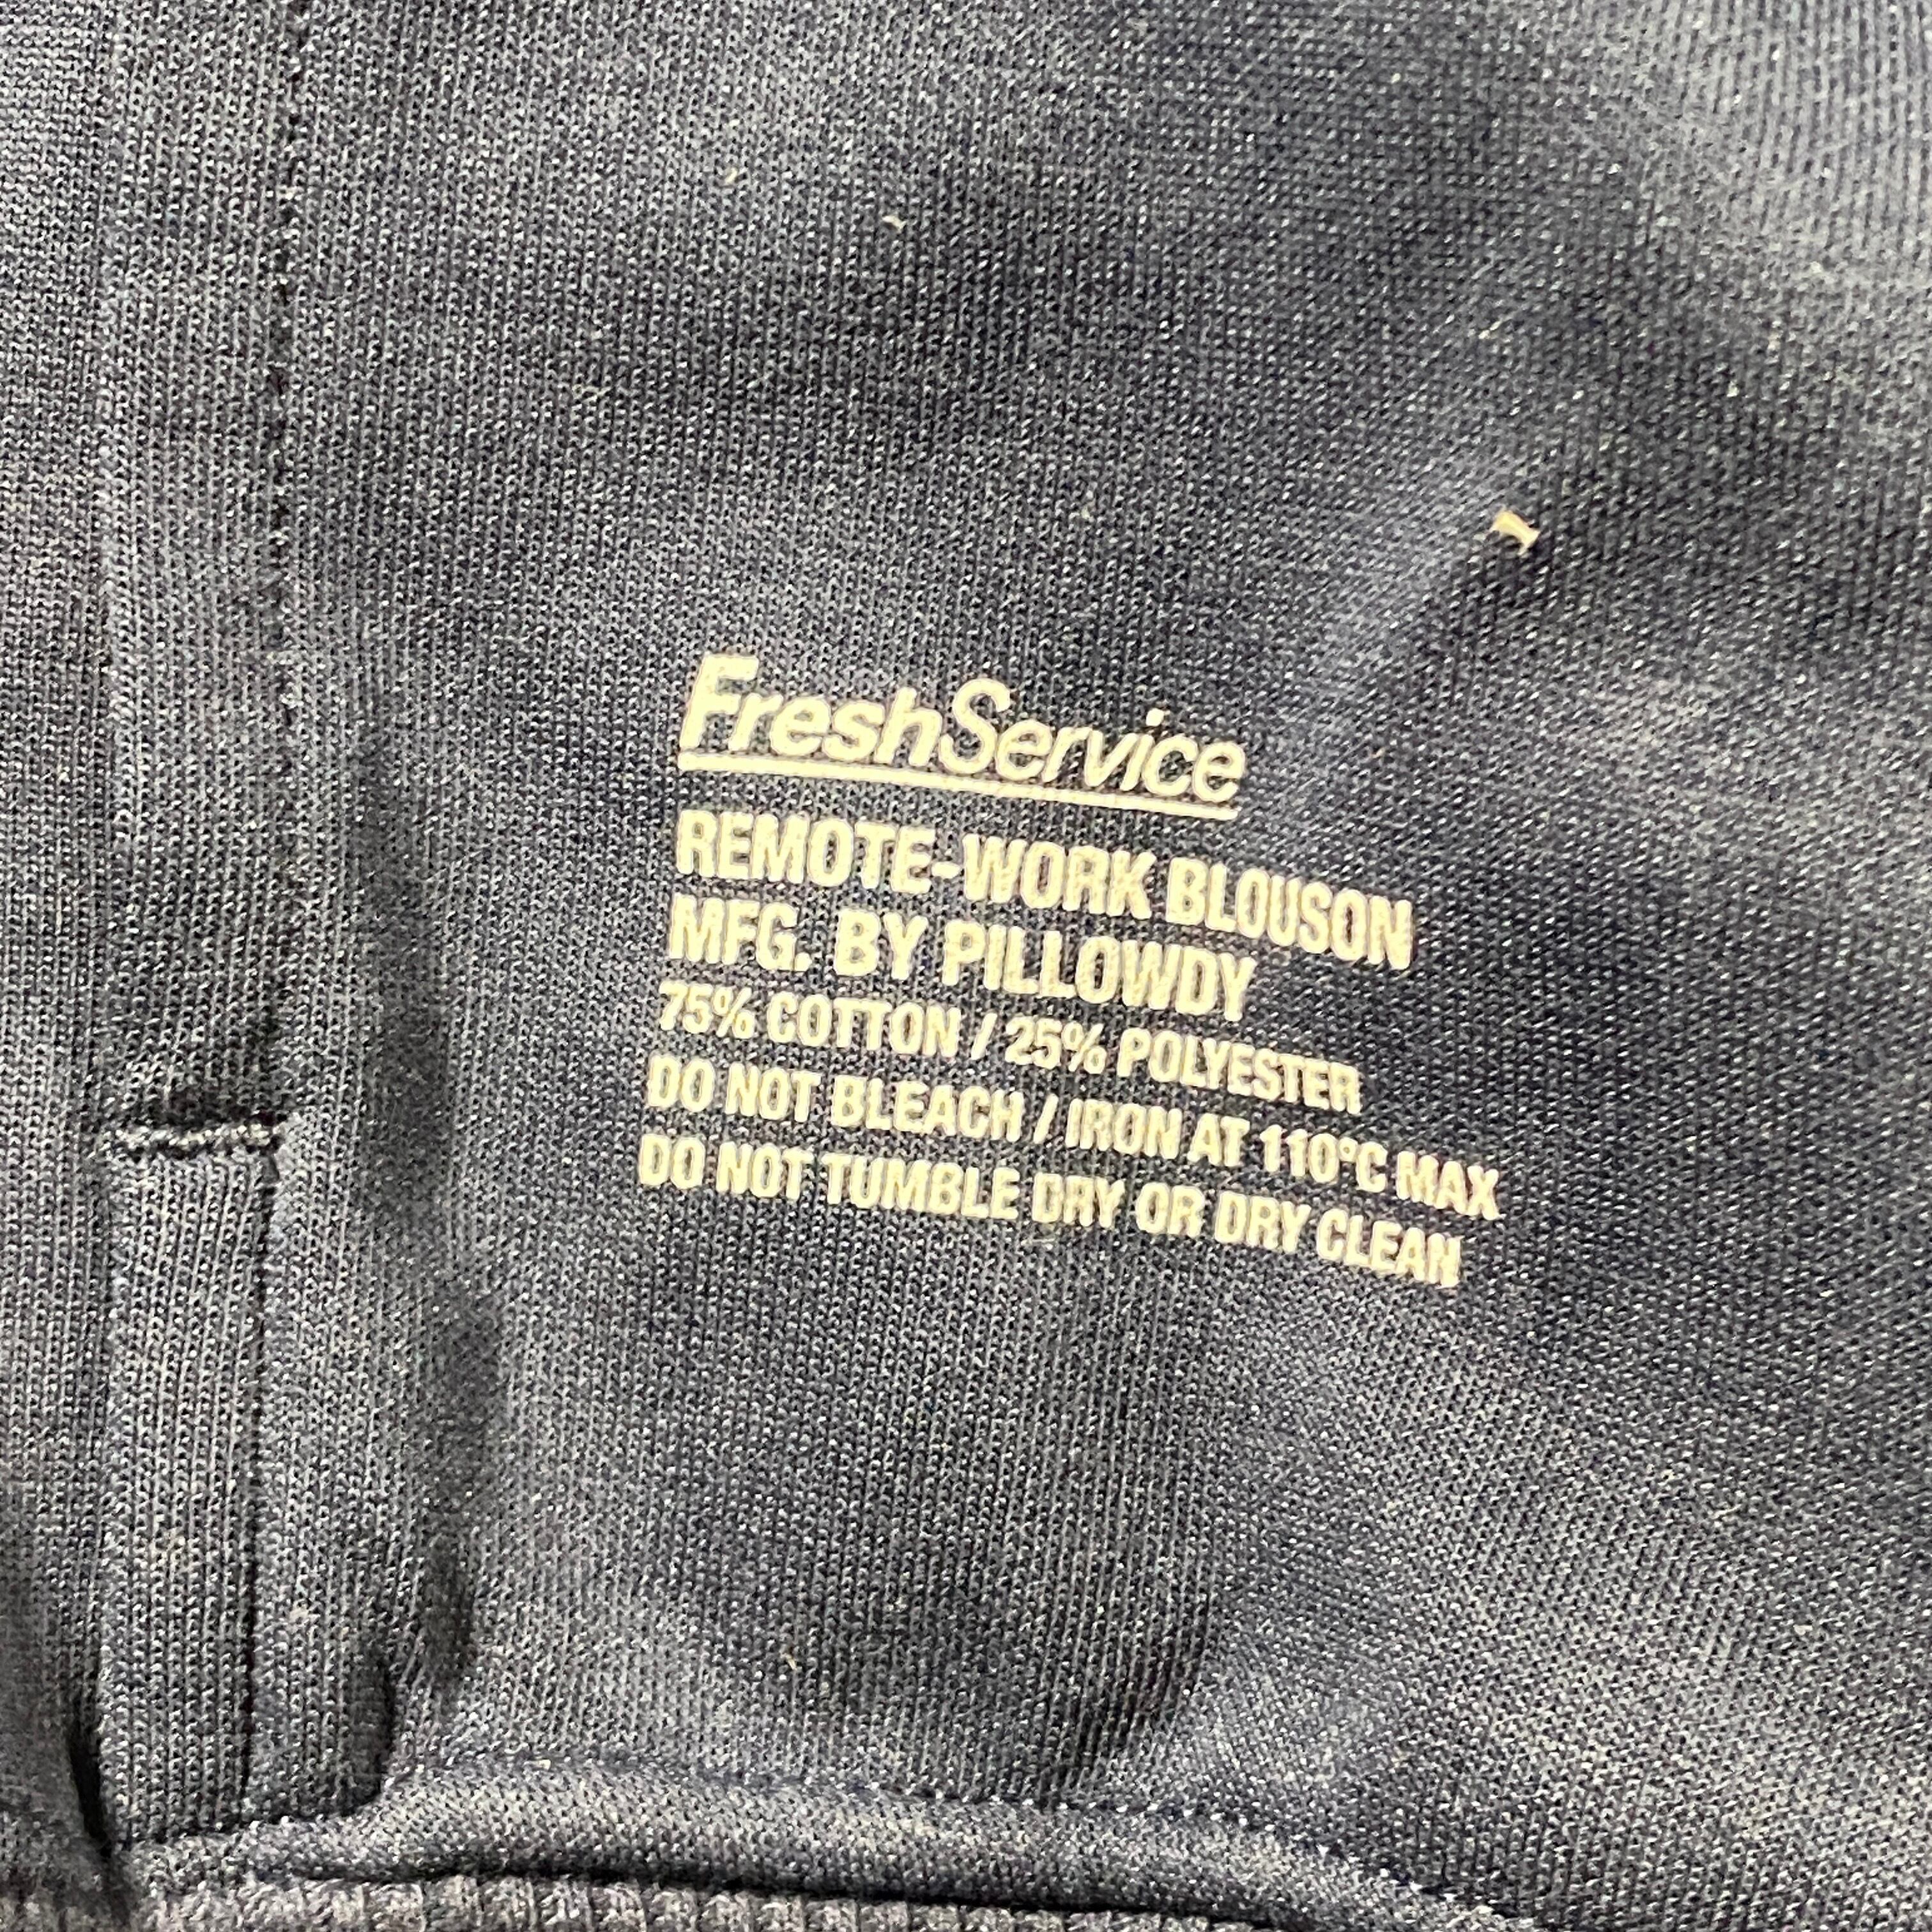 FreshService
REMOTE-WORK BLOUSON
MFG. BY PILLOWDY
75% COTTON / 25% POLYESTER
DO NOT BLEACH / IRON AT 110°C MAX
DO NOT TUMBLE DRY OR DRY CLEAN